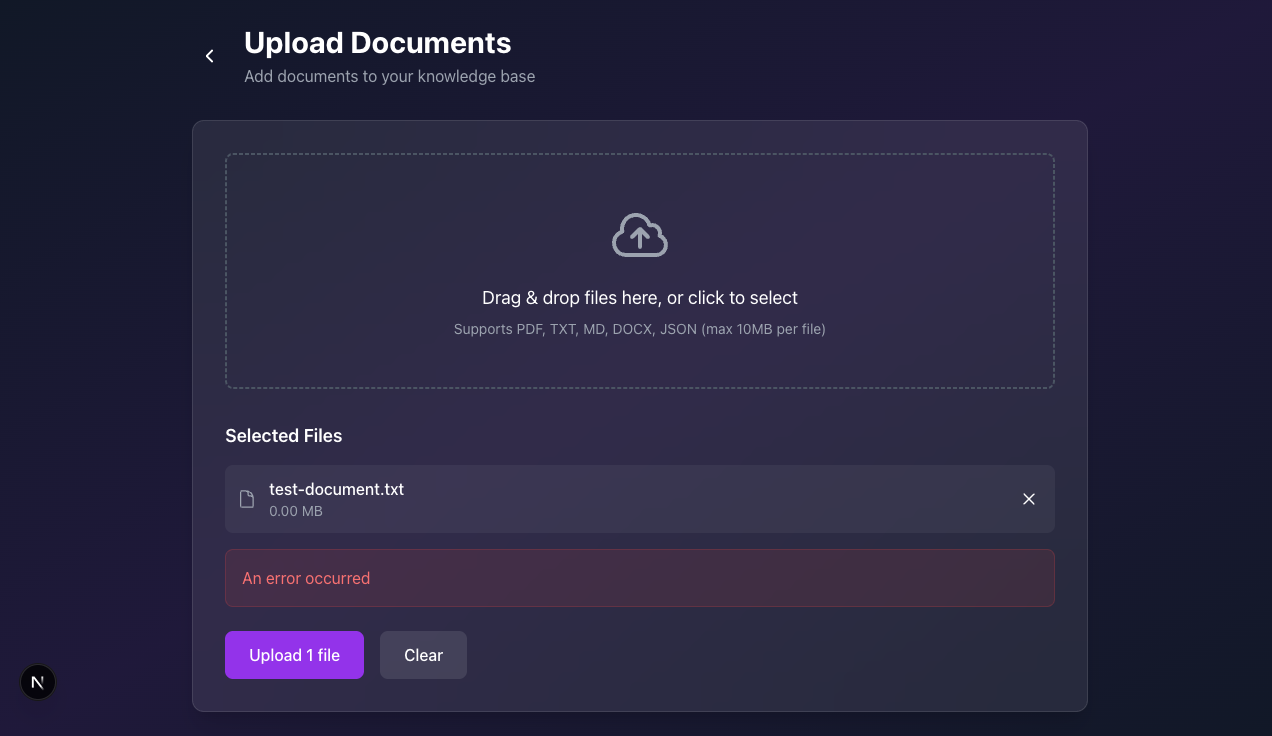 Upload Documents
Add documents to your knowledge base
Drag & drop files here, or click to select
Supports PDF, TXT, MD, DOCX, JSON (max 10MB per file)
Selected Files
test-document.txt
0.00 MB
An error occurred
Upload 1 file
Clear
N